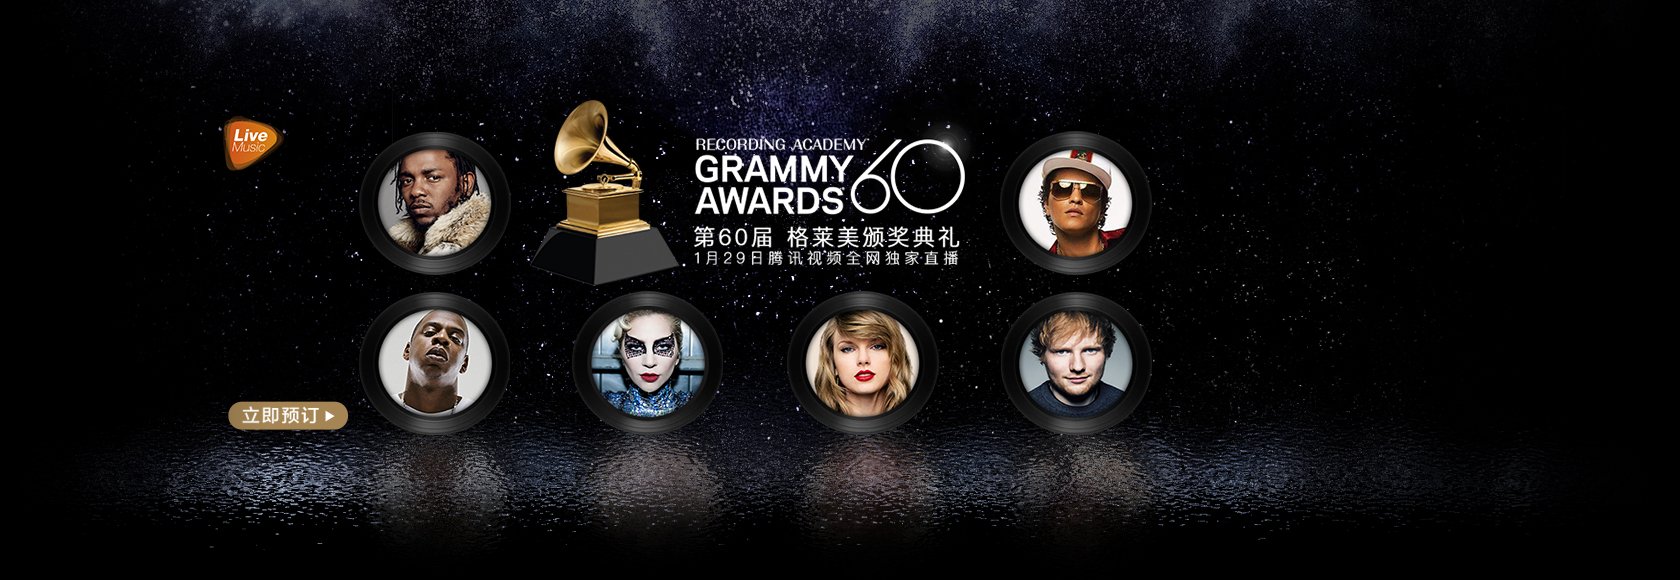 Live
Music
RECORDING ACADEMY
GRAMMY
AWARDS 60
第60届 格莱美颁奖典礼
1月29日腾讯视频全网独家直播
立即预订